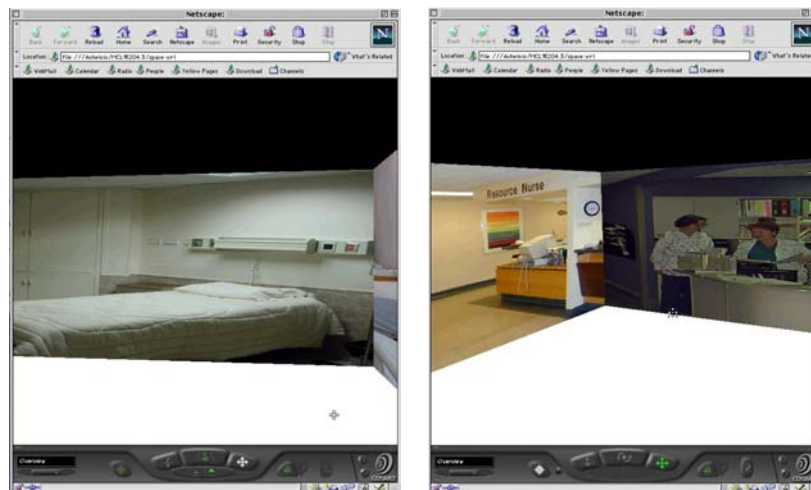 Netscape:
Back Forward Reload Home Search Netscape Images Print Security Shop Stop
Location
What's Related
WebMail Calendar Radio People Yellow Pages Download Channels
Overview
Netscape:
Back Forward Reload Home Search Netscape Images Print Security Shop Stop
Location
What's Related
WebMail Calendar Radio People Yellow Pages Download Channels
Resource Nurse
Overview